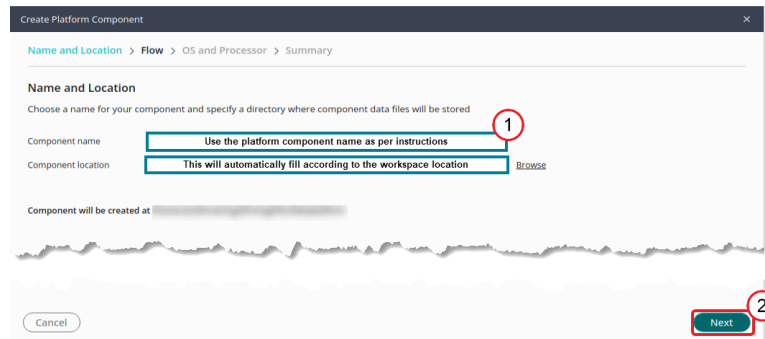 Create Platform Component ×
Name and Location > Flow > OS and Processor > Summary
Name and Location
Choose a name for your component and specify a directory where component data files will be stored
1
Component name Use the platform component name as per instructions
Component location This will automatically fill according to the workspace location Browse
Component will be created at
2
Cancel Next